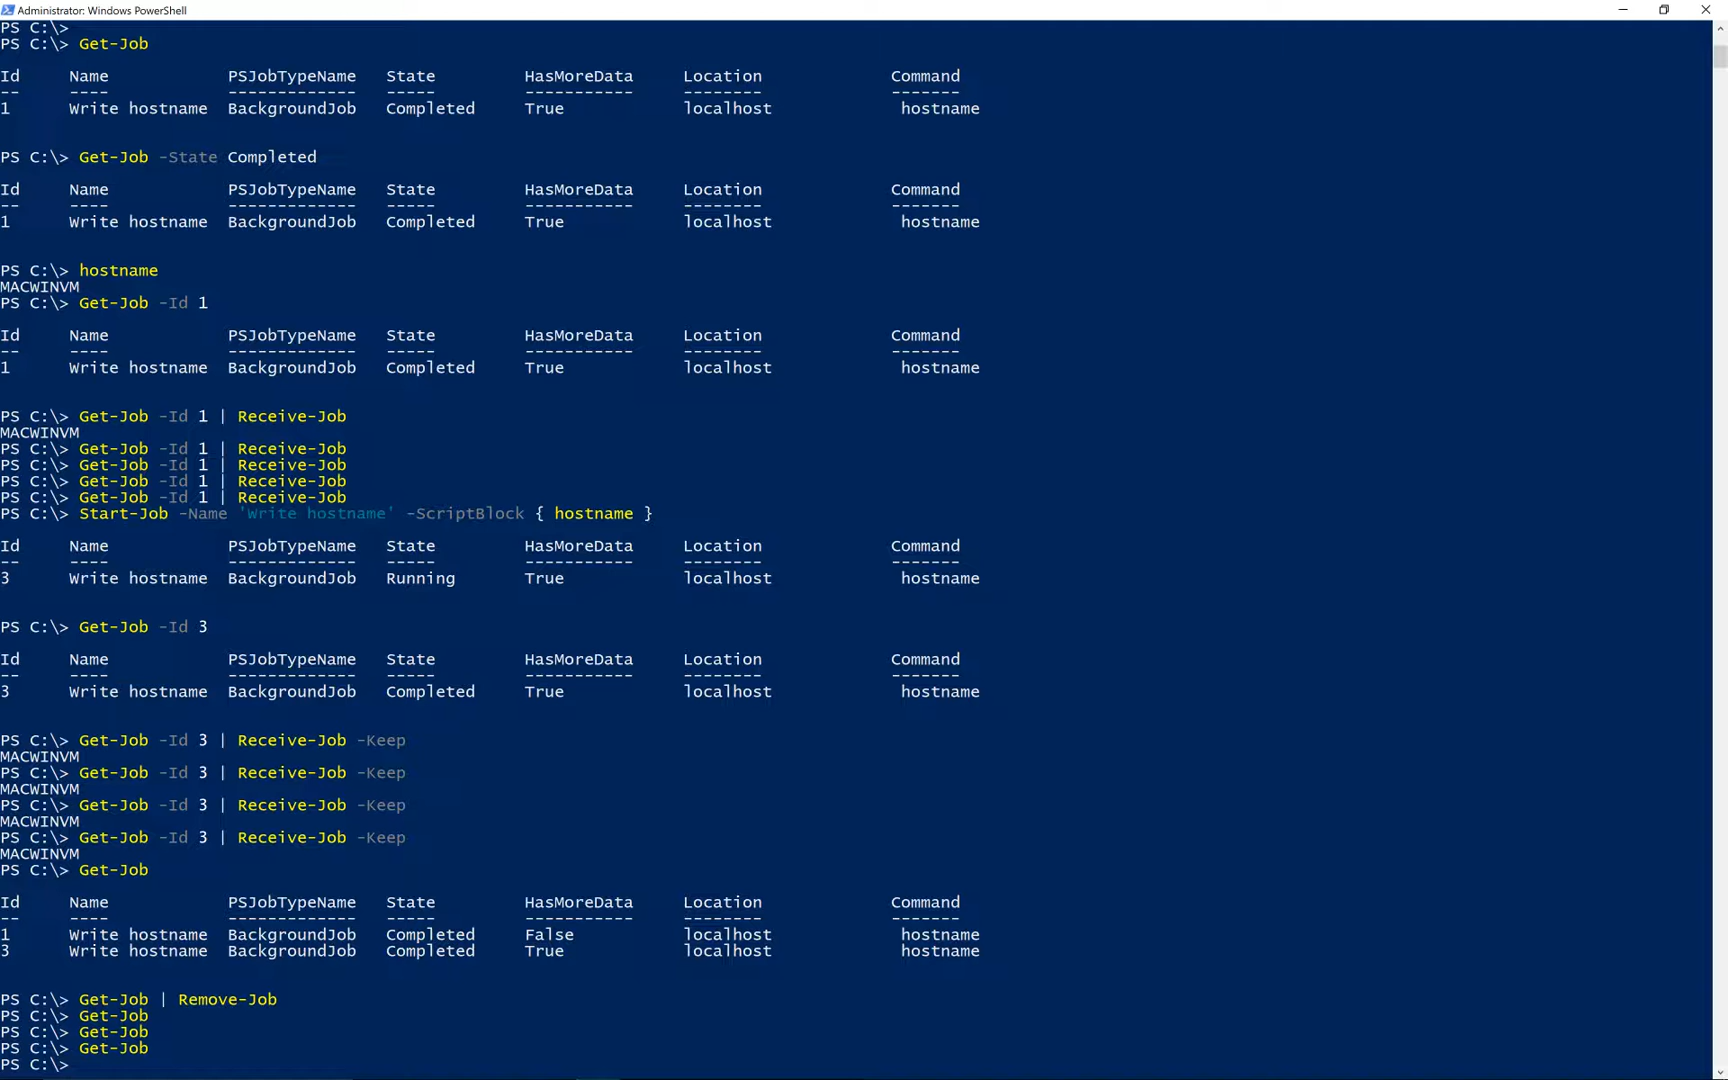 Administrator: Windows PowerShell
PS C:\>
PS C:\> Get-Job
Id Name PSJobTypeName State HasMoreData Location Command
-- ---- ------------- ----- ----------- -------- -------
1 Write hostname BackgroundJob Completed True localhost hostname
PS C:\> Get-Job -State Completed
Id Name PSJobTypeName State HasMoreData Location Command
-- ---- ------------- ----- ----------- -------- -------
1 Write hostname BackgroundJob Completed True localhost hostname
PS C:\> hostname
MACWINVM
PS C:\> Get-Job -Id 1
Id Name PSJobTypeName State HasMoreData Location Command
-- ---- ------------- ----- ----------- -------- -------
1 Write hostname BackgroundJob Completed True localhost hostname
PS C:\> Get-Job -Id 1 | Receive-Job
MACWINVM
PS C:\> Get-Job -Id 1 | Receive-Job
PS C:\> Get-Job -Id 1 | Receive-Job
PS C:\> Get-Job -Id 1 | Receive-Job
PS C:\> Get-Job -Id 1 | Receive-Job
PS C:\> Start-Job -Name 'Write hostname' -ScriptBlock { hostname }
Id Name PSJobTypeName State HasMoreData Location Command
-- ---- ------------- ----- ----------- -------- -------
3 Write hostname BackgroundJob Running True localhost hostname
PS C:\> Get-Job -Id 3
Id Name PSJobTypeName State HasMoreData Location Command
-- ---- ------------- ----- ----------- -------- -------
3 Write hostname BackgroundJob Completed True localhost hostname
PS C:\> Get-Job -Id 3 | Receive-Job -Keep
MACWINVM
PS C:\> Get-Job -Id 3 | Receive-Job -Keep
MACWINVM
PS C:\> Get-Job -Id 3 | Receive-Job -Keep
MACWINVM
PS C:\> Get-Job -Id 3 | Receive-Job -Keep
MACWINVM
PS C:\> Get-Job
Id Name PSJobTypeName State HasMoreData Location Command
-- ---- ------------- ----- ----------- -------- -------
1 Write hostname BackgroundJob Completed False localhost hostname
3 Write hostname BackgroundJob Completed True localhost hostname
PS C:\> Get-Job | Remove-Job
PS C:\> Get-Job
PS C:\> Get-Job
PS C:\> Get-Job
PS C:\>